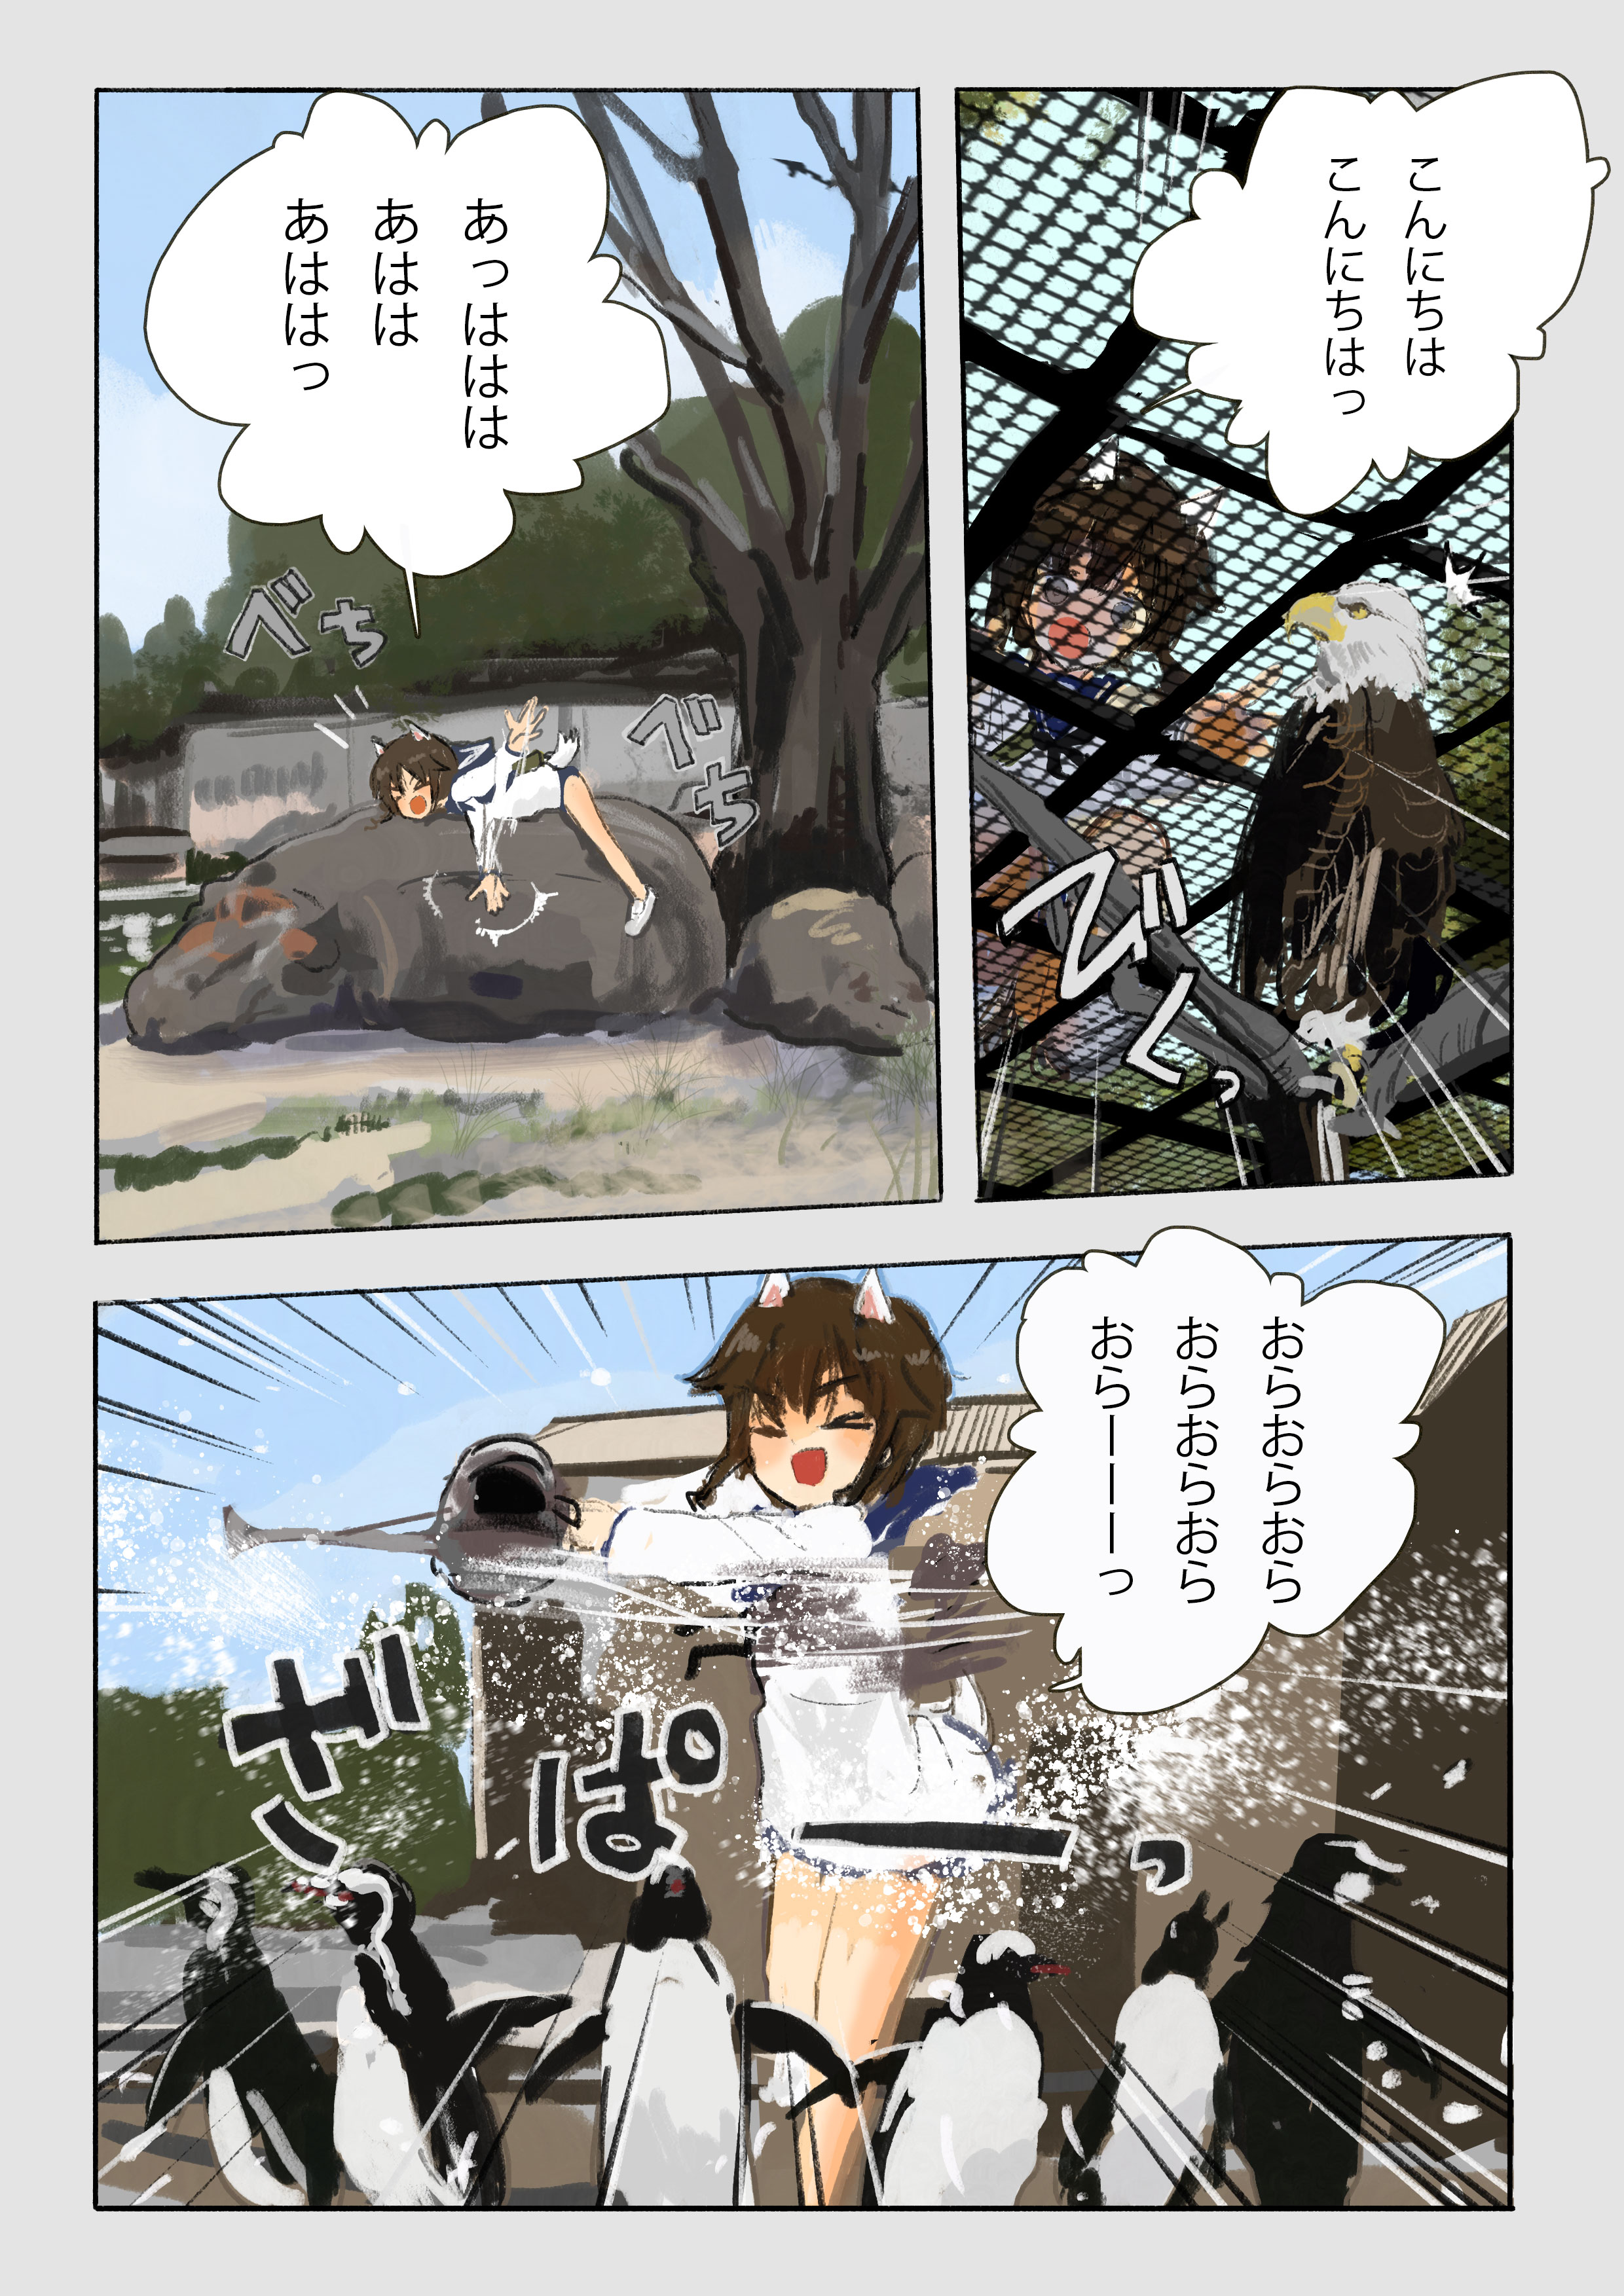 こんにちは
こんにちはっ
びくっ
あっははは
あはは
あははっ
べち
べち
おらおらおら
おらおらおら
おらーーーっ
ざぱーっ